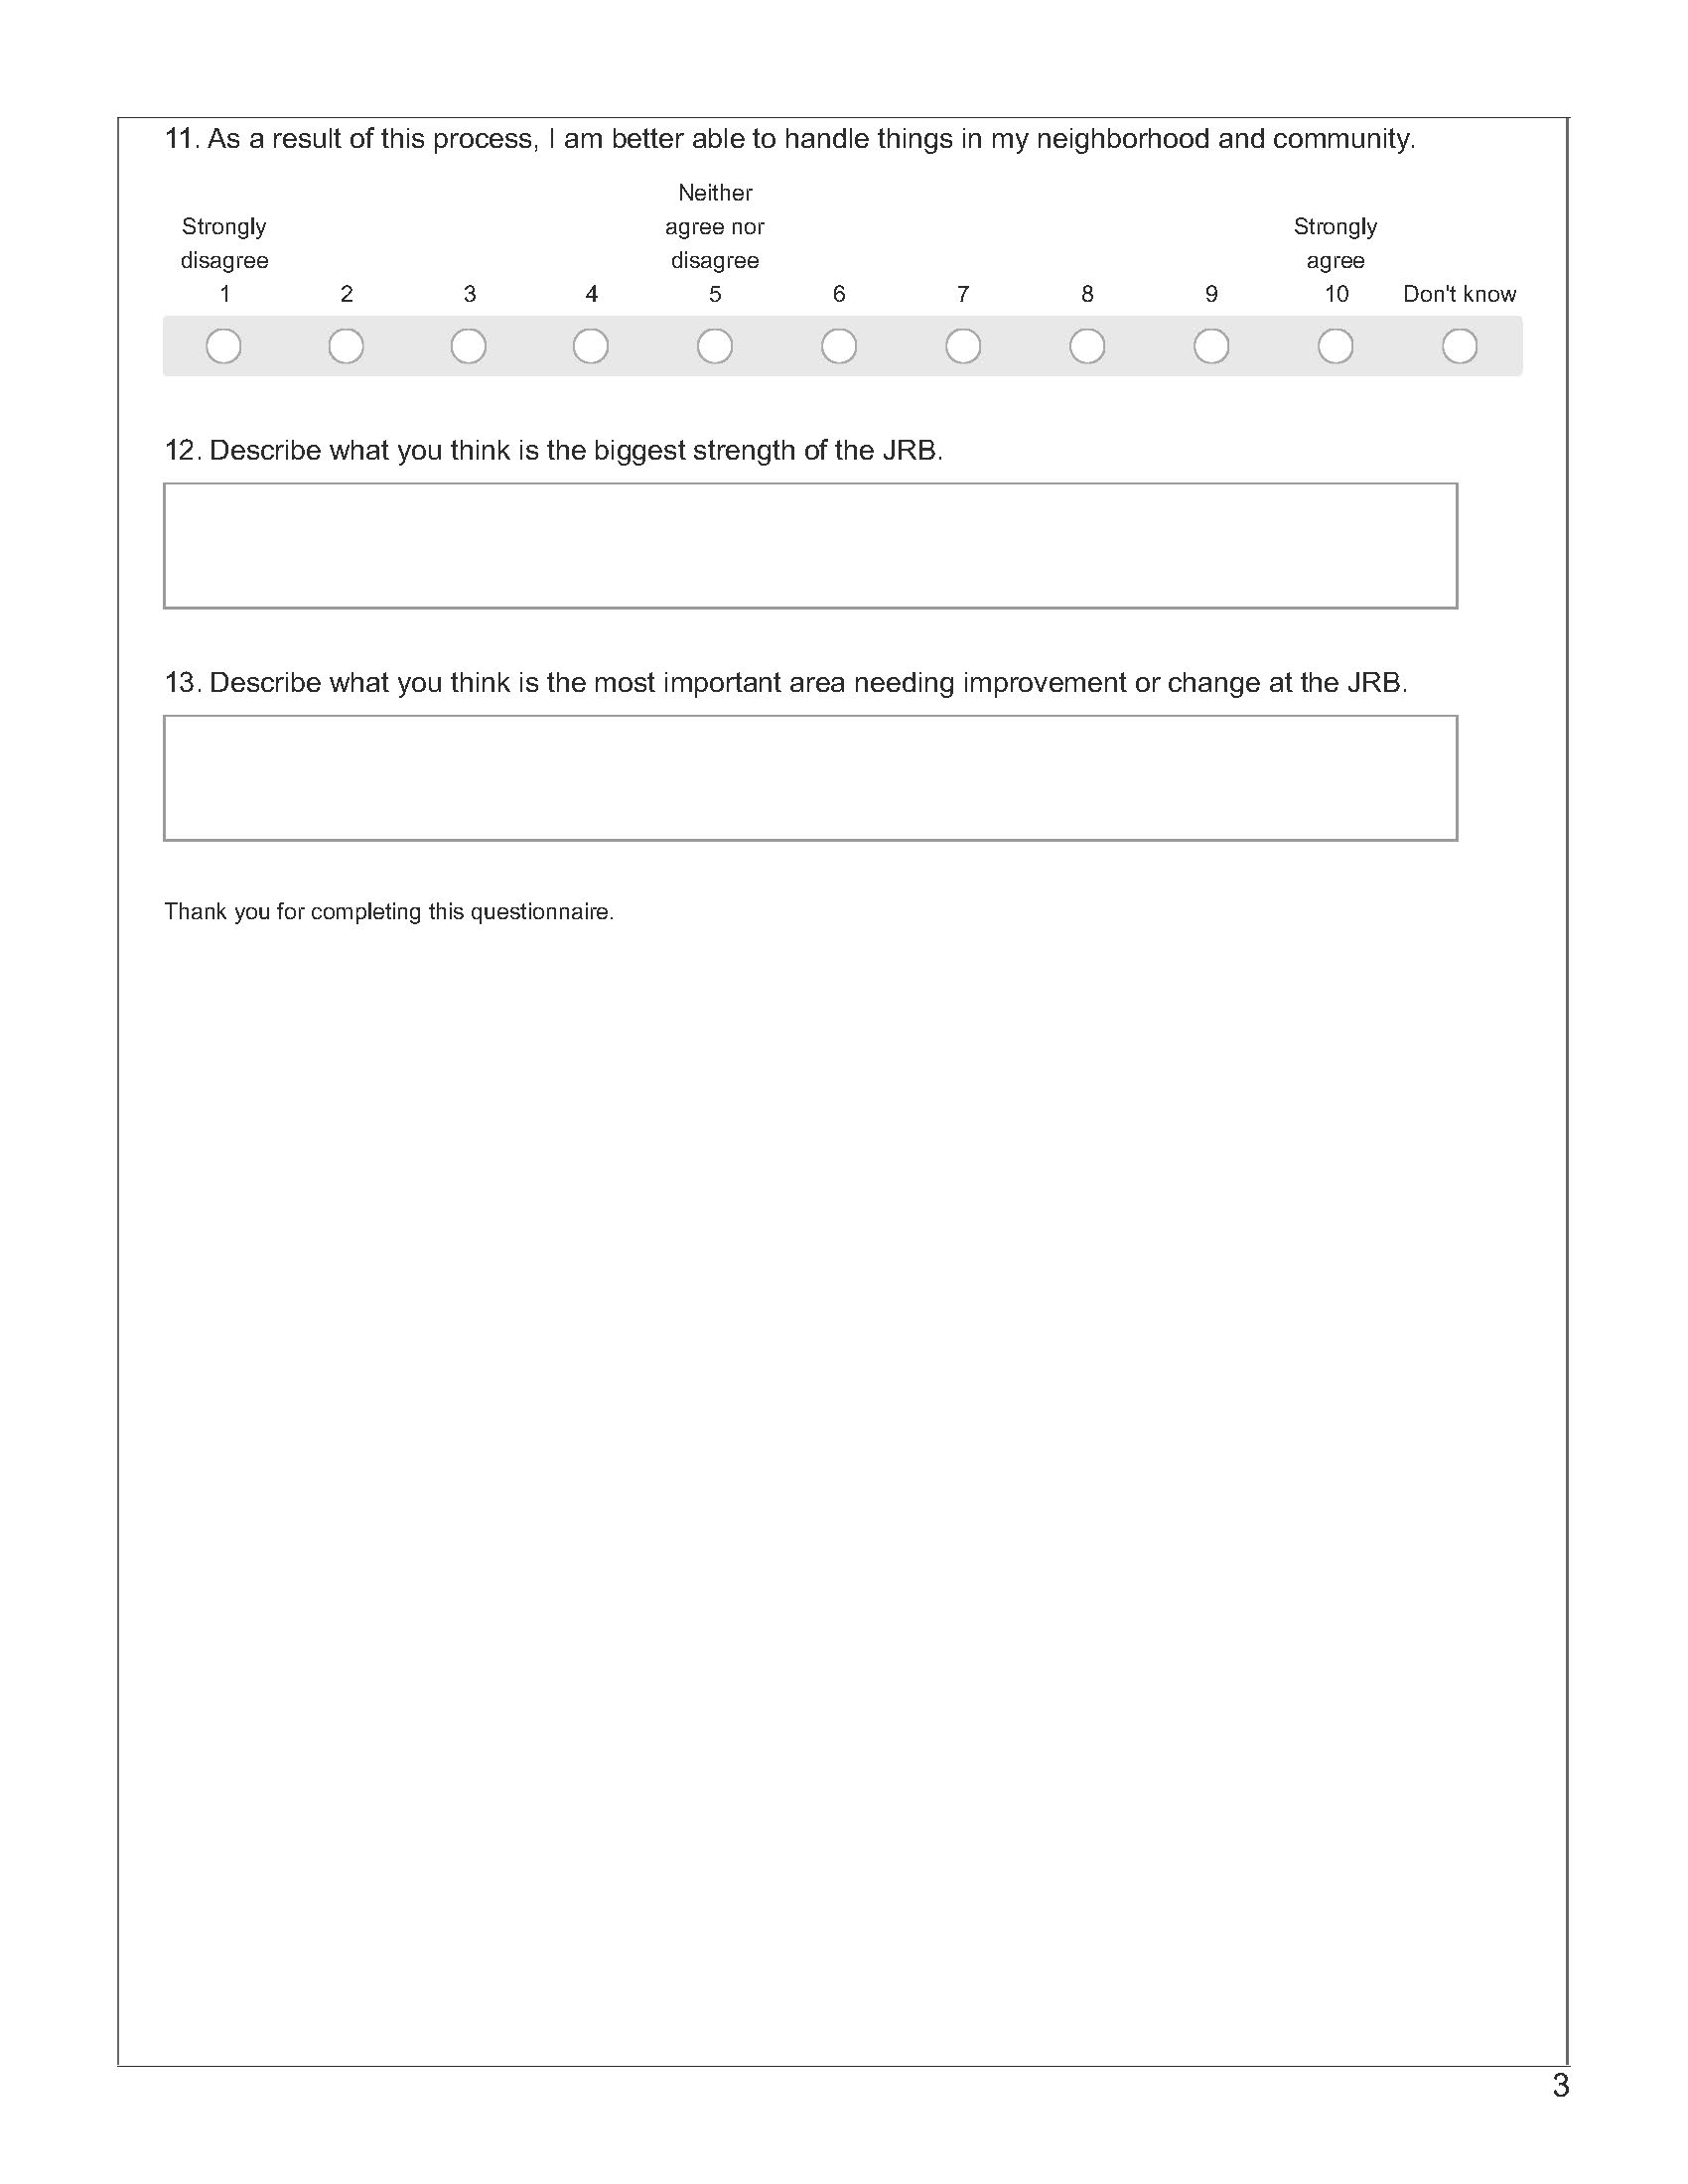 11. As a result of this process, I am better able to handle things in my neighborhood and community.
Neither
Strongly agree nor Strongly
disagree disagree agree
1 2 3 4 5 6 7 8 9 10 Don't know
12. Describe what you think is the biggest strength of the JRB.
13. Describe what you think is the most important area needing improvement or change at the JRB.
Thank you for completing this questionnaire.
3